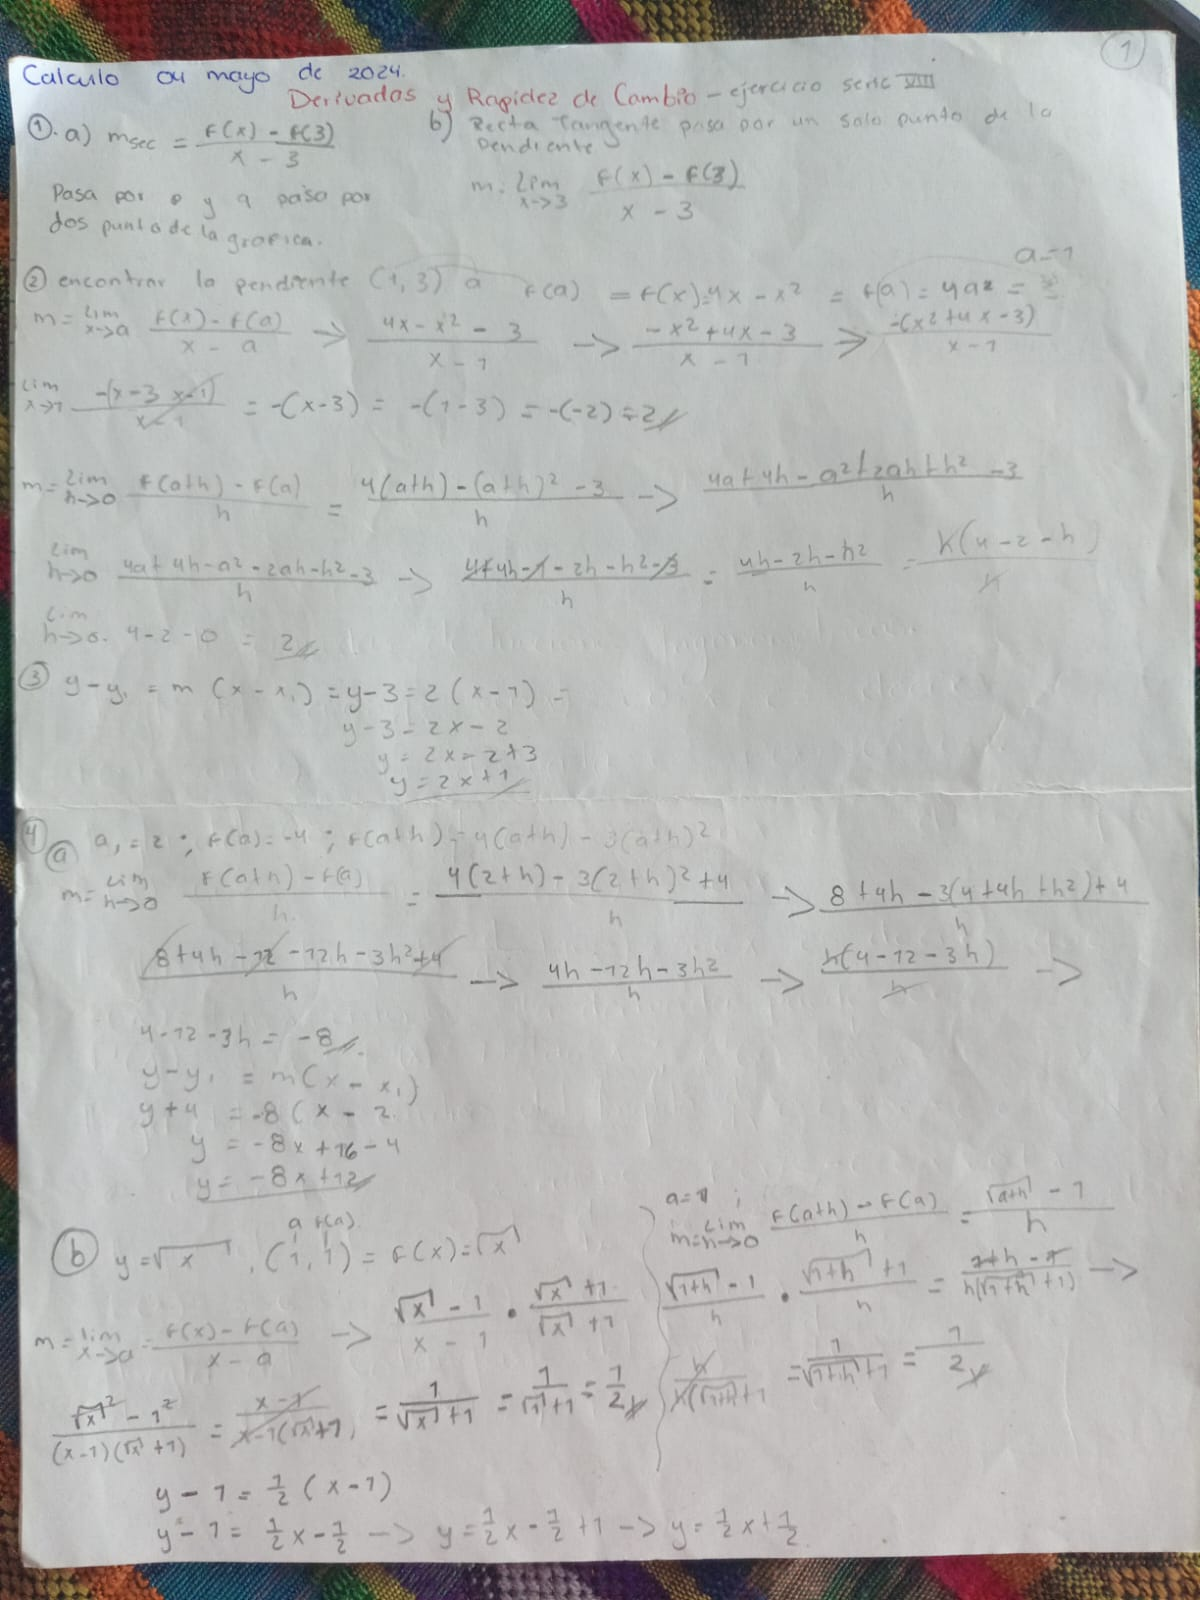 1
Calculo 04 mayo de 2024.
Derivadas y Rapidez de Cambio - ejercicio serie VIII
①. a) m sec = (f(x) - f(3)) / (x - 3)
Pasa por p y q paso por
dos punto de la grafica.
b) Recta Tangente pasa por un solo punto de la
pendiente
m = lim x->3 (f(x) - f(3)) / (x - 3)
a=1
② encontrar la pendiente (1, 3) a f(a) = f(x)=4x - x² = f(a) = 4a² =
m = lim x->a (f(x) - f(a)) / (x - a) -> (4x - x² - 3) / (x - 1) -> (-x² + 4x - 3) / (x - 1) -> (-(x² + 4x - 3)) / (x - 1)
lim x->1 (-(x - 3 x - 1)) / (x - 1) = -(x-3) = -(1-3) = -(-2) = 2
m = lim h->0 (f(a+h) - f(a)) / h = (4(a+h) - (a+h)² - 3) / h -> (4a + 4h - a² + 2ah + h² - 3) / h
lim h->0 (4a + 4h - a² - 2ah - h² - 3) / h -> (4 + 4h - 1 - 2h - h² - 3) / h = (4h - 2h - h²) / h = h(4 - 2 - h) / h
lim h->0. 4 - 2 - 0 = 2
③ y - y₁ = m (x - x₁) = y - 3 = 2 (x - 1) =
y - 3 = 2x - 2
y = 2x - 2 + 3
y = 2x + 1
④
ⓐ a₁ = 2 ; f(a) = -4 ; f(a+h) = 4(a+h) - 3(a+h)²
m = lim h->0 (f(a+h) - f(a)) / h = (4(2+h) - 3(2+h)² + 4) / h -> (8 + 4h - 3(4 + 4h + h²) + 4) / h
(8 + 4h - 12 - 12h - 3h² + 4) / h -> (4h - 12h - 3h²) / h -> h(4 - 12 - 3h) / h ->
4 - 12 - 3h = -8
y - y₁ = m(x - x₁)
y + 4 = -8 (x - 2
y = -8x + 16 - 4
y = -8x + 12
a f(a).
ⓑ y = √x , (1, 1) = f(x) = √x
m = lim x->a = (f(x) - f(a)) / (x - a) -> (√x - 1) / (x - 1) • (√x + 1) / (√x + 1)
(√x² - 1²) / ((x-1)(√x + 1)) = (x - 1) / (x-1(√x+1) = 1 / (√x + 1) = 1 / (√1 + 1) = 1/2
a = 1 ;
m = lim h->0 (f(a+h) - f(a)) / h = (√a+h - 1) / h
(√1+h - 1) / h • (√1+h + 1) / h = (1 + h - 1) / (h(√1+h + 1)) ->
h / (h(√1+h)+1 = 1 / (√1+h + 1) = 1/2
y - 1 = 1/2 (x - 1)
y - 1 = 1/2 x - 1/2 -> y = 1/2 x - 1/2 + 1 -> y = 1/2 x + 1/2